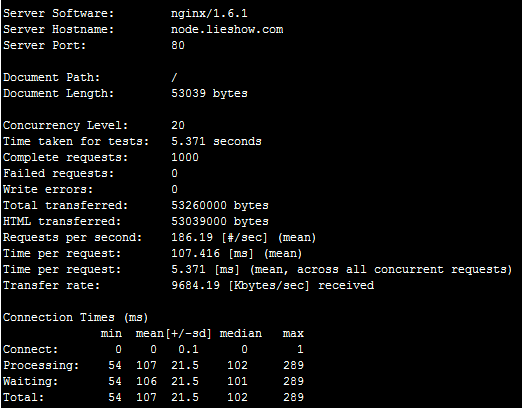 Server Software: nginx/1.6.1
Server Hostname: node.lieshow.com
Server Port: 80
Document Path: /
Document Length: 53039 bytes
Concurrency Level: 20
Time taken for tests: 5.371 seconds
Complete requests: 1000
Failed requests: 0
Write errors: 0
Total transferred: 53260000 bytes
HTML transferred: 53039000 bytes
Requests per second: 186.19 [#/sec] (mean)
Time per request: 107.416 [ms] (mean)
Time per request: 5.371 [ms] (mean, across all concurrent requests)
Transfer rate: 9684.19 [Kbytes/sec] received
Connection Times (ms)
min mean[+/-sd] median max
Connect: 0 0 0.1 0 1
Processing: 54 107 21.5 102 289
Waiting: 54 106 21.5 101 289
Total: 54 107 21.5 102 289